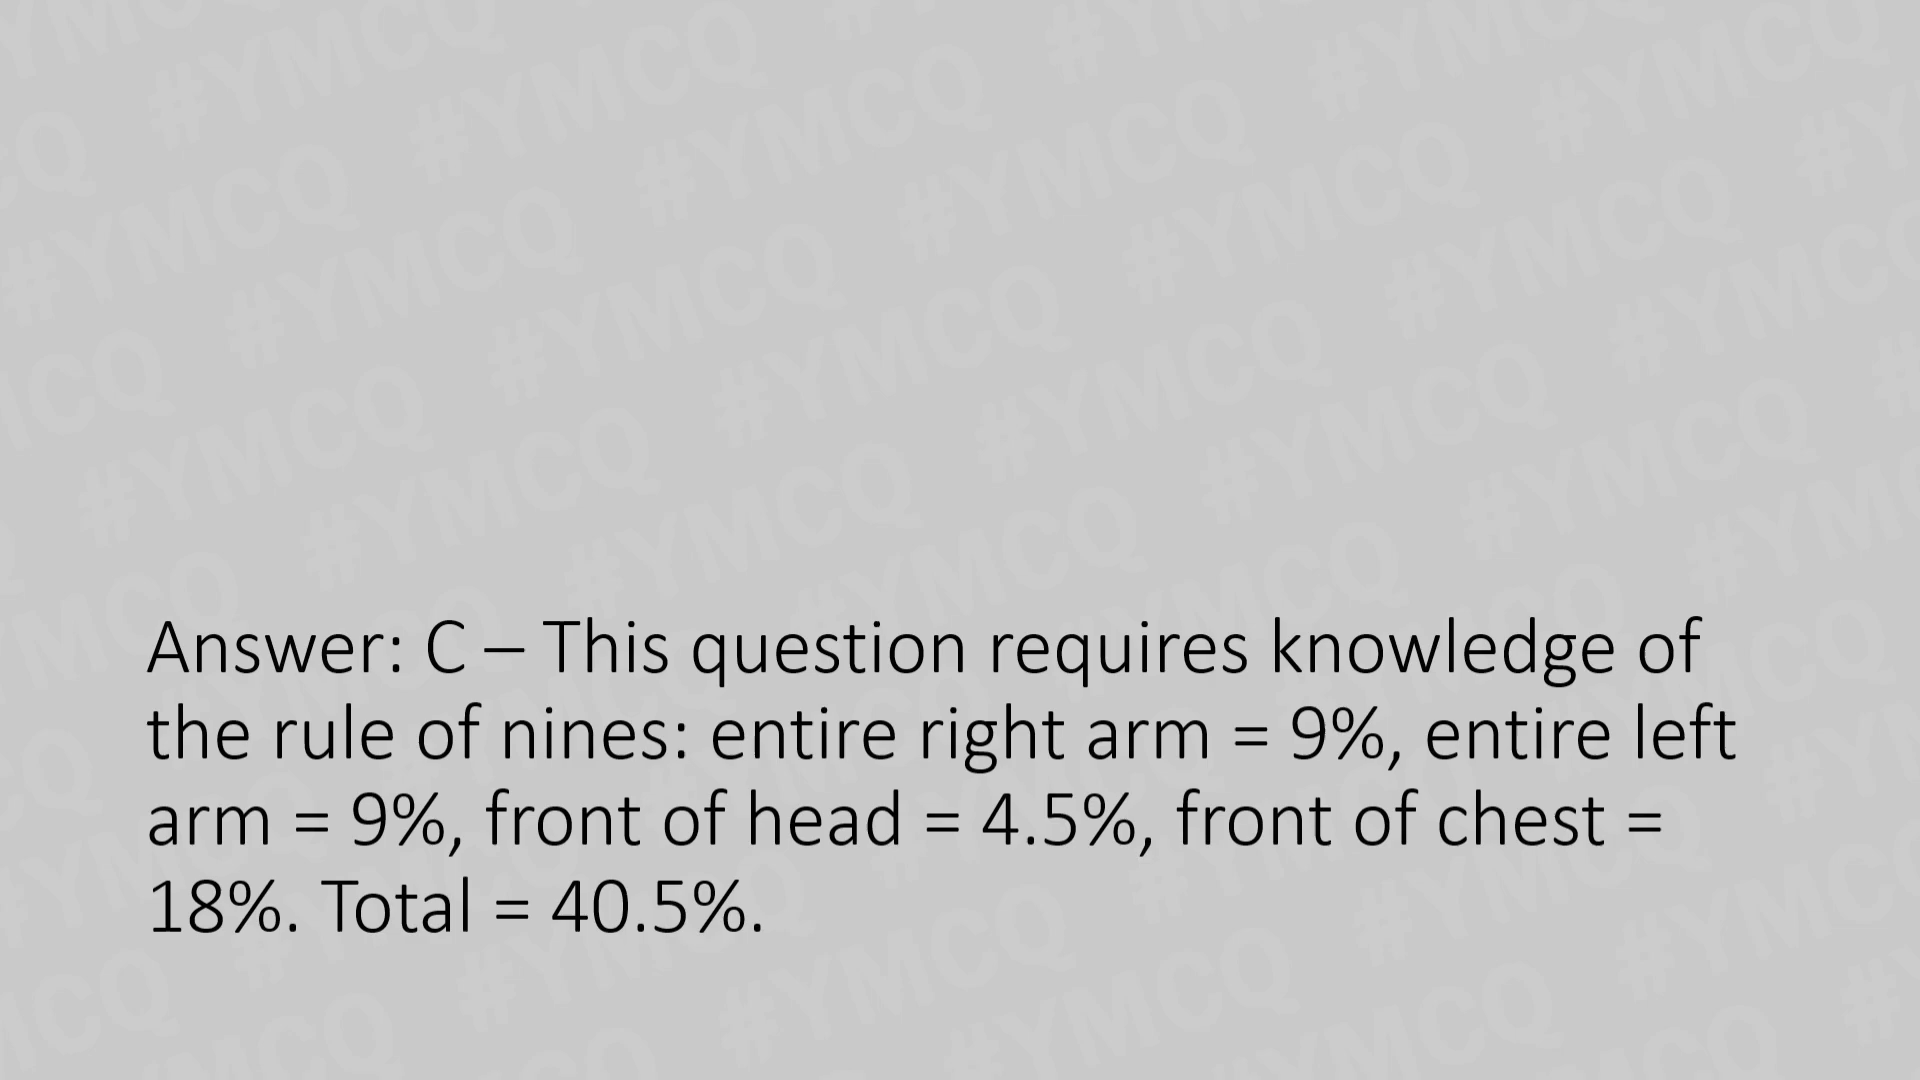 Answer: C – This question requires knowledge of
the rule of nines: entire right arm = 9%, entire left
arm = 9%, front of head = 4.5%, front of chest =
18%. Total = 40.5%.
#YMCQ